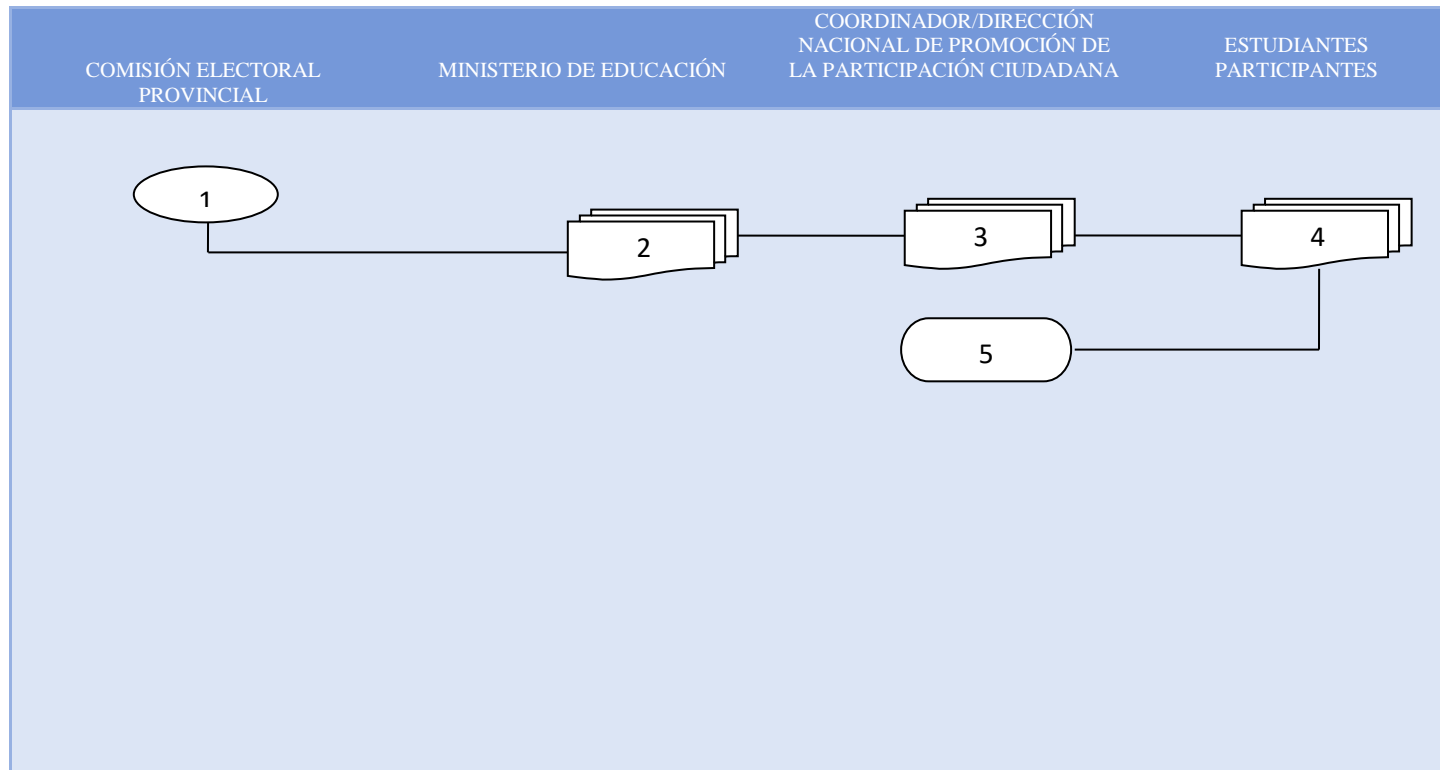 COMISIÓN ELECTORAL
PROVINCIAL
MINISTERIO DE EDUCACIÓN
COORDINADOR/DIRECCIÓN
NACIONAL DE PROMOCIÓN DE
LA PARTICIPACIÓN CIUDADANA
ESTUDIANTES
PARTICIPANTES
1
2
3
4
5